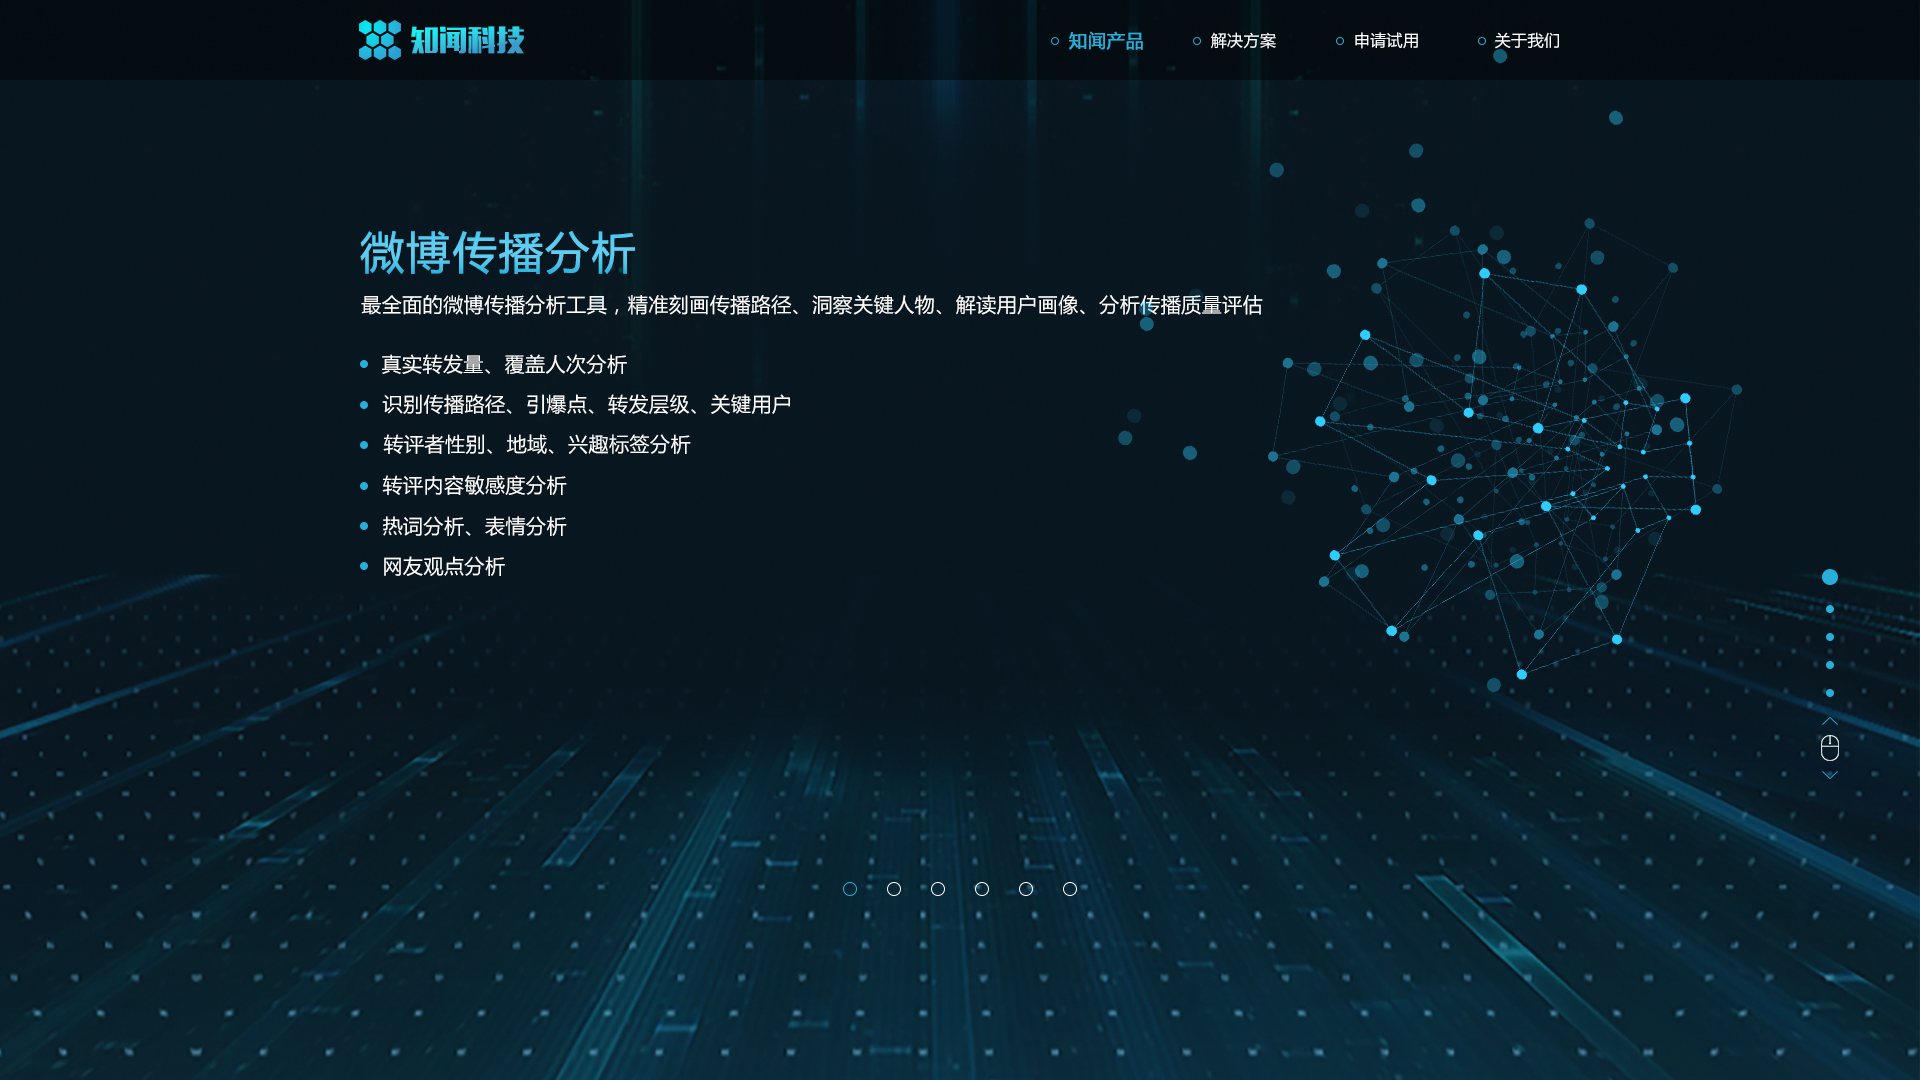 知闻科技
知闻产品
解决方案
申请试用
关于我们
微博传播分析
最全面的微博传播分析工具，精准刻画传播路径、洞察关键人物、解读用户画像、分析传播质量评估
真实转发量、覆盖人次分析
识别传播路径、引爆点、转发层级、关键用户
转评者性别、地域、兴趣标签分析
转评内容敏感度分析
热词分析、表情分析
网友观点分析